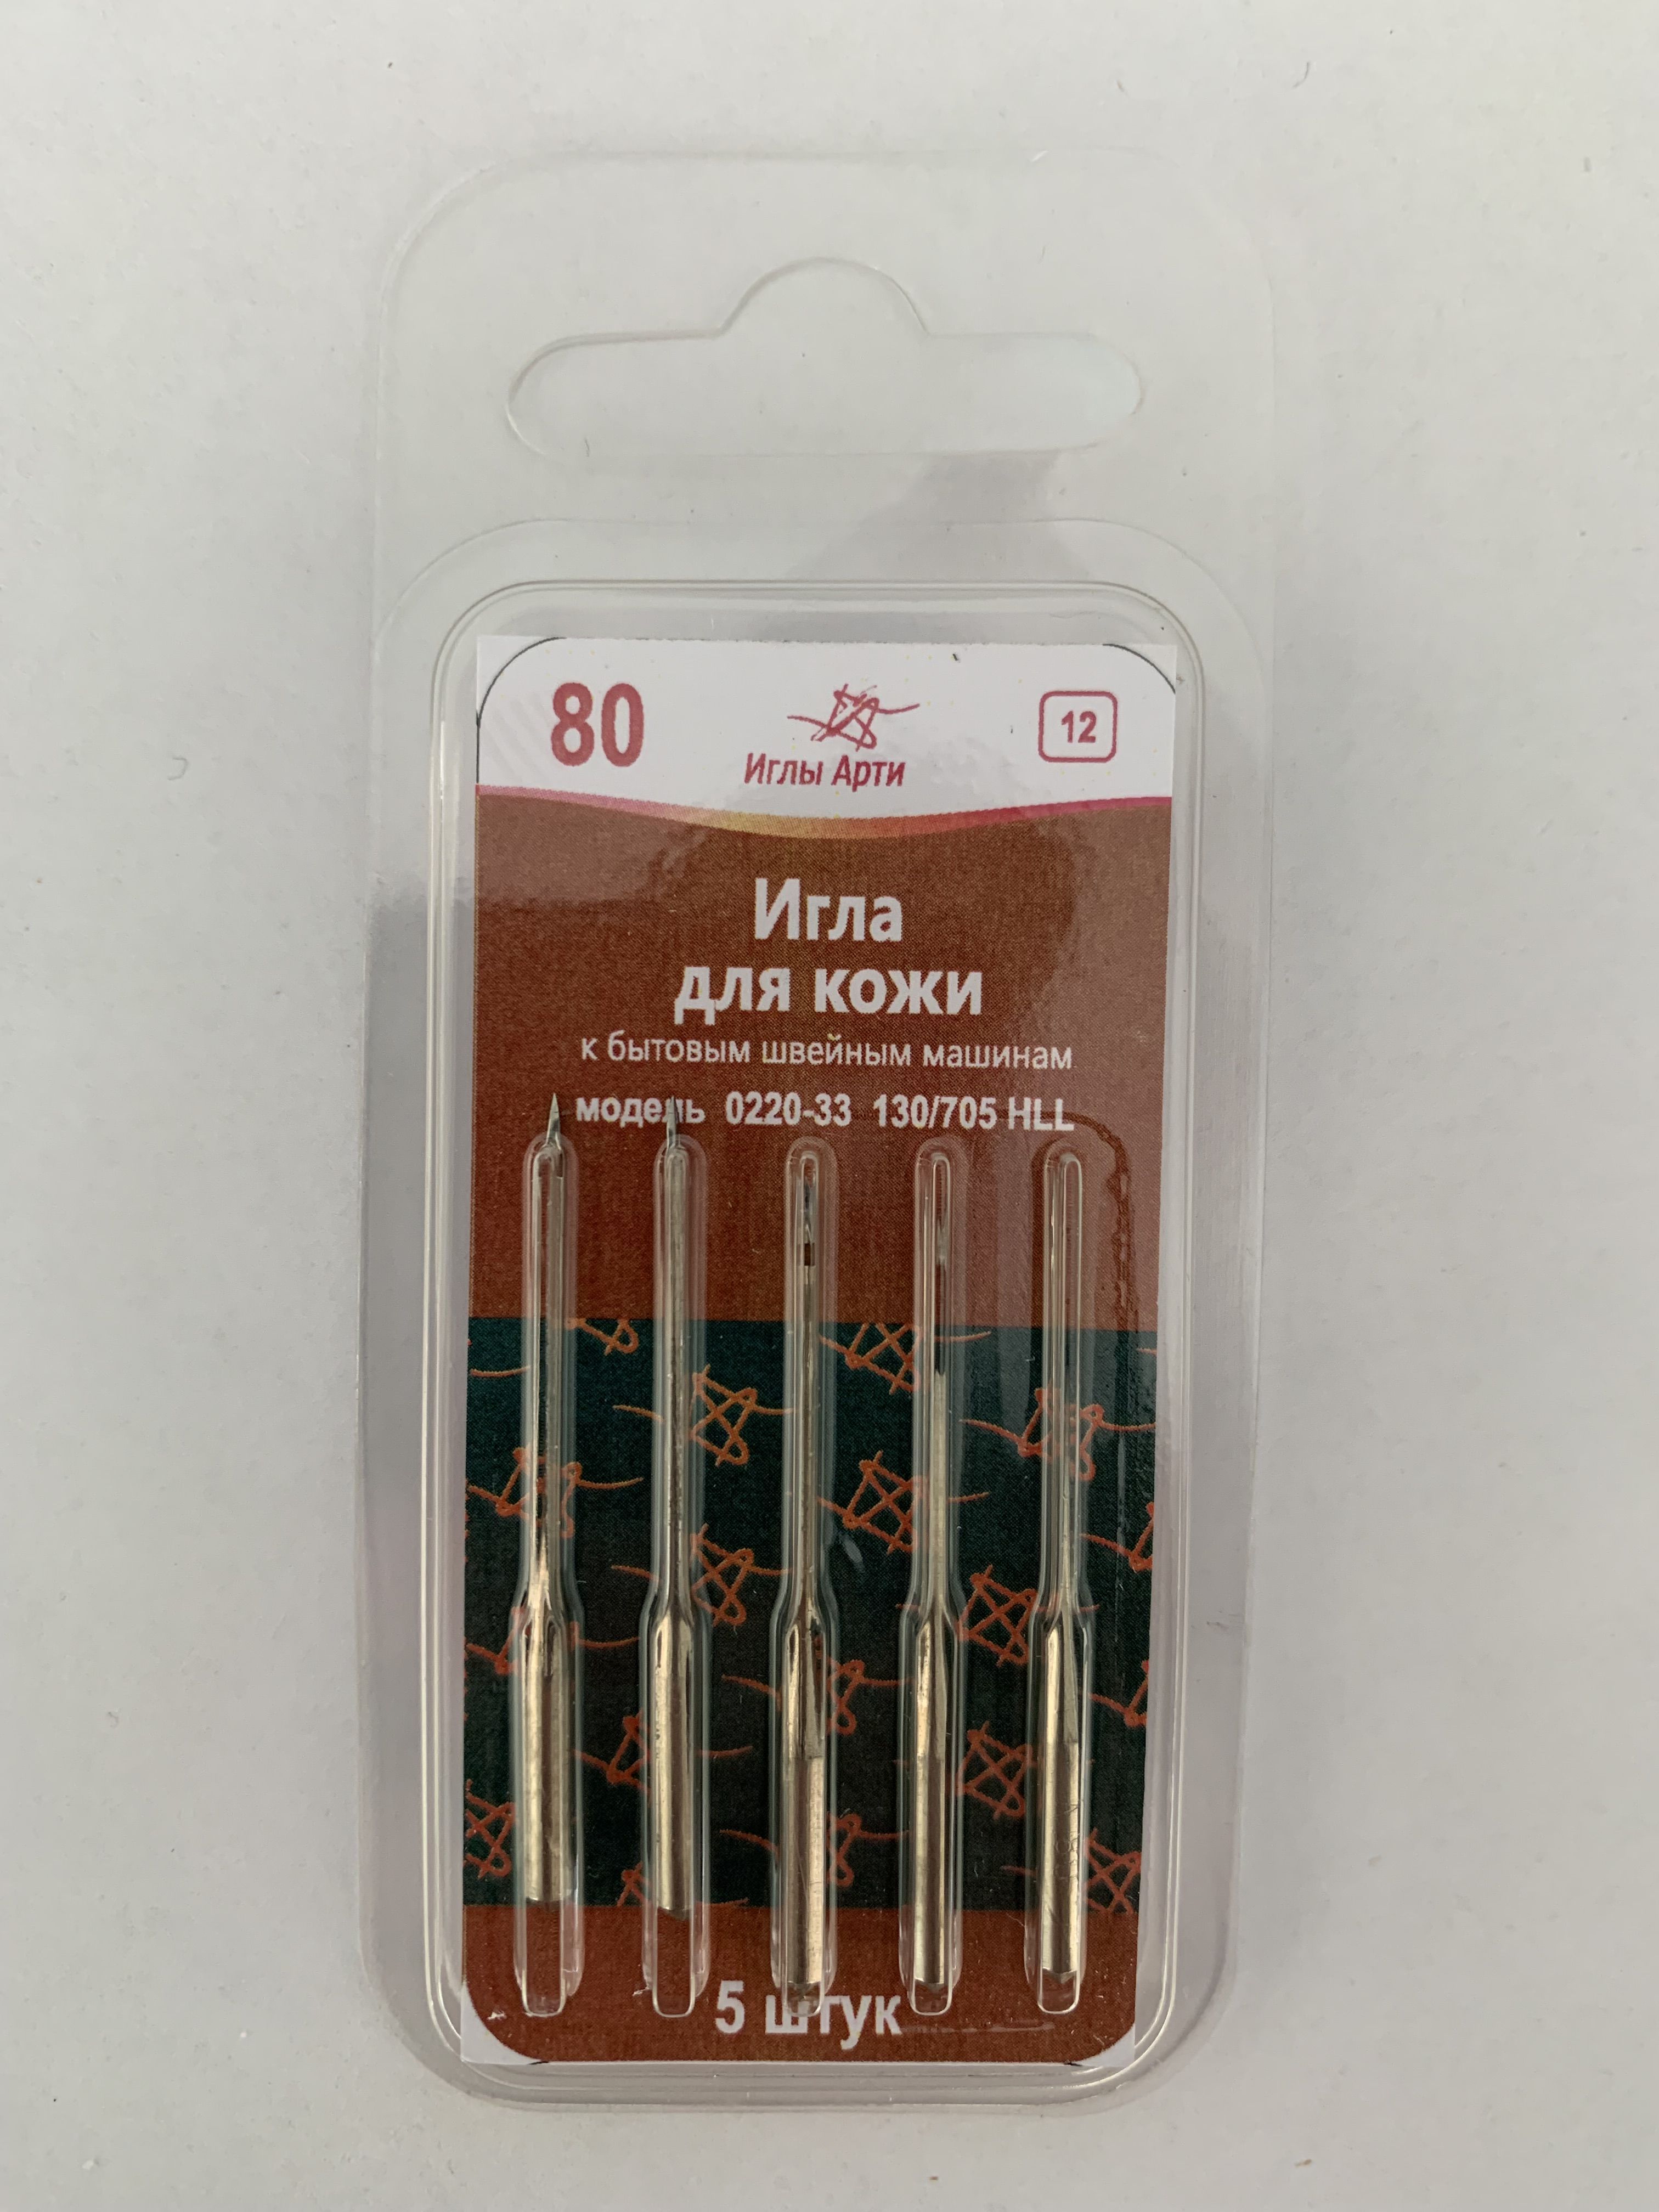 80
12
Иглы Арти
Игла
для кожи
к бытовым швейным машинам
модель 0220-33 130/705 HLL
5 штук